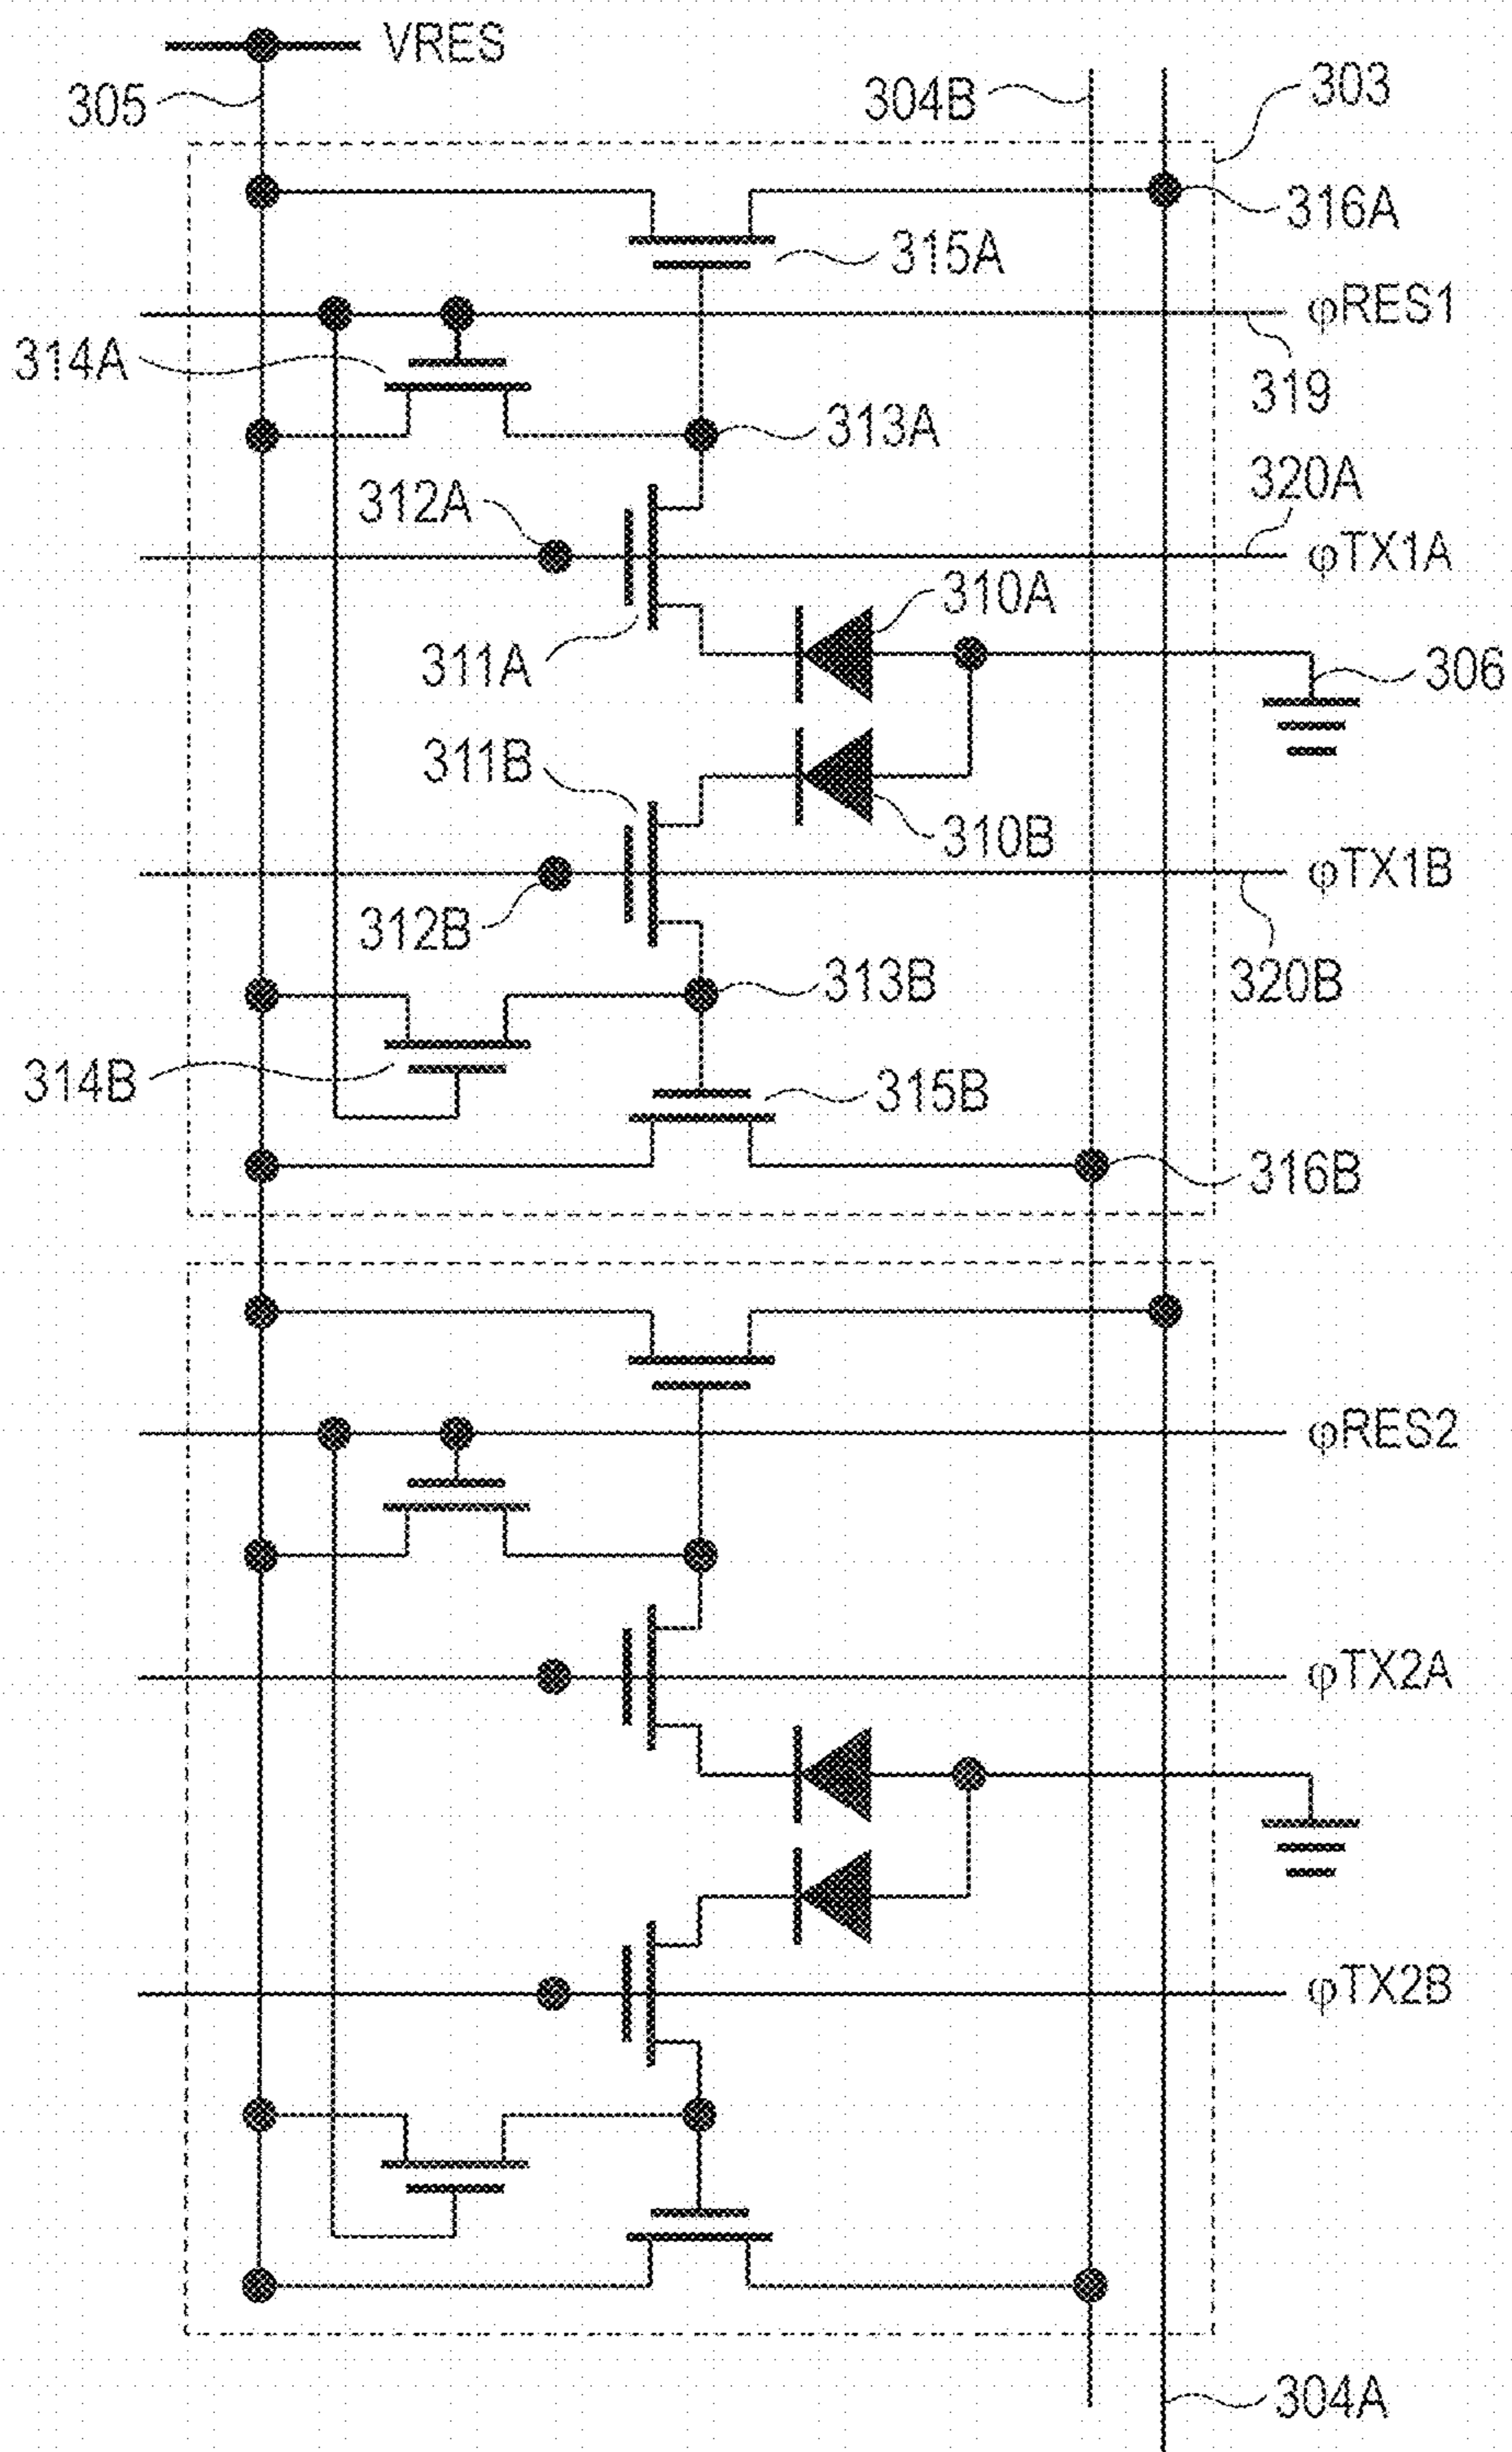 VRES
305
304B
303
316A
315A
φRES1
314A
319
313A
312A
320A
φTX1A
310A
311A
306
311B
310B
φTX1B
312B
313B
320B
314B
315B
316B
φRES2
φTX2A
φTX2B
304A